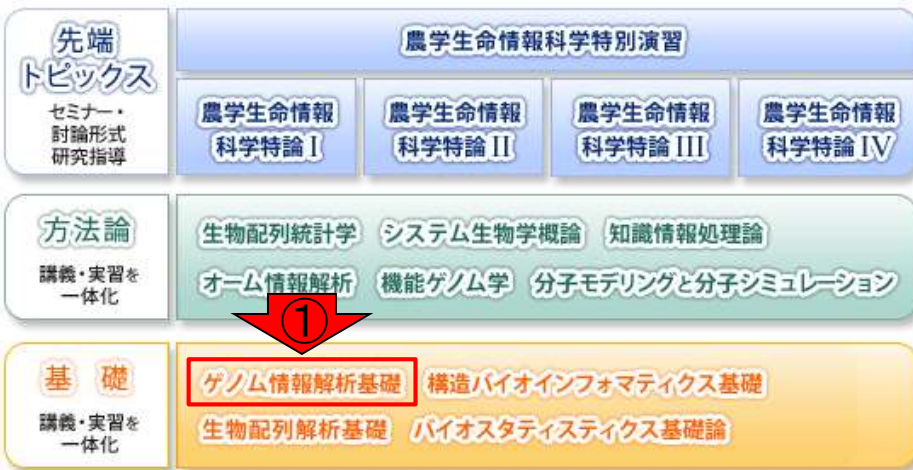 先端
トピックス
セミナー・
討論形式
研究指導
農学生命情報科学特別演習
農学生命情報
科学特論 I
農学生命情報
科学特論 II
農学生命情報
科学特論 III
農学生命情報
科学特論 IV
方法論
講義・実習を
一体化
生物配列統計学 システム生物学概論 知識情報処理論
オーム情報解析 機能ゲノム学 分子モデリングと分子シミュレーション
①
基 礎
講義・実習を
一体化
ゲノム情報解析基礎 構造バイオインフォマティクス基礎
生物配列解析基礎 バイオスタティスティクス基礎論